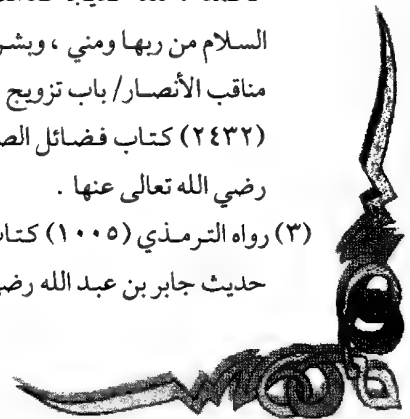 السلام من ربها ومني ، وبشر
مناقب الأنصار/ باب تزويج
(٢٤٣٢) كتاب فضائل الص
رضي الله تعالى عنها .
(٣) رواه الترمذي (١٠٠٥) كتا
حديث جابر بن عبد الله رضي